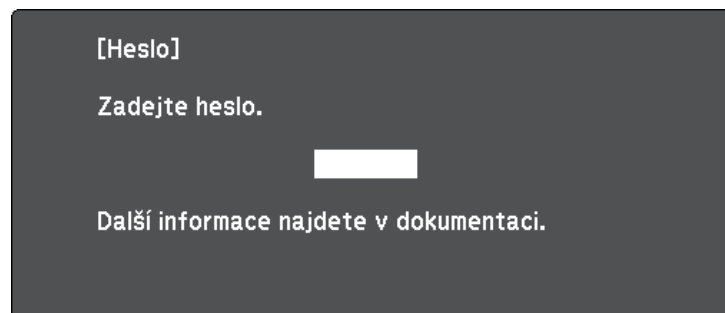 [Heslo]
Zadejte heslo.
Další informace najdete v dokumentaci.